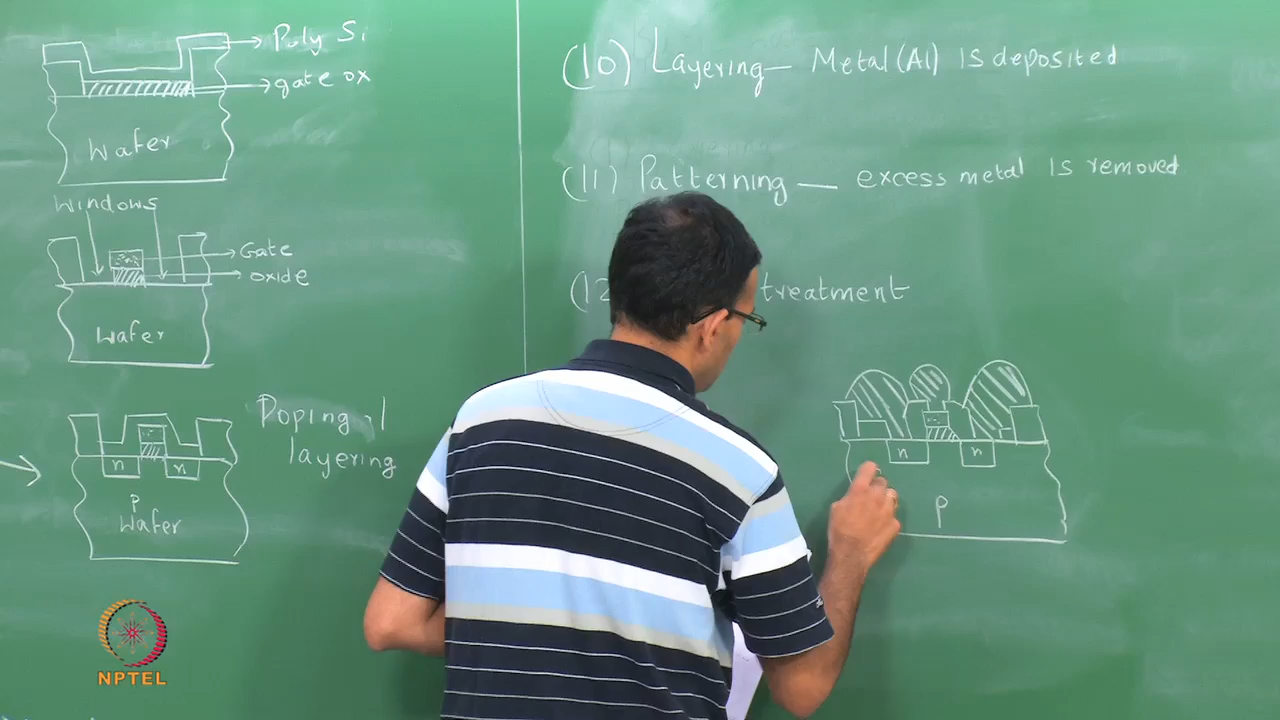 Poly Si
gate ox
Wafer
Windows
Gate
oxide
Wafer
Doping /
layering
n
n
P
Wafer
(10) Layering — Metal (Al) is deposited
(11) Patterning — excess metal is removed
(12 treatment
n
n
P
NPTEL